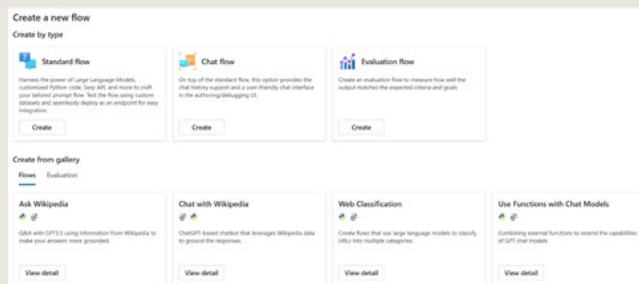 Create a new flow
Create by type
Standard flow
Harness the power of Large Language Models,
customized Python code, Serp API, and more to craft
your tailored prompt flow. Test the flow using custom
datasets and seamlessly deploy as an endpoint for easy
integration.
Create
Chat flow
On top of the standard flow, this option provides the
chat history support and a user-friendly chat interface
in the authoring/debugging UI.
Create
Evaluation flow
Create an evaluation flow to measure how well the
output matches the expected criteria and goals.
Create
Create from gallery
Flows Evaluation
Ask Wikipedia
Q&A with GPT3.5 using information from Wikipedia to
make your answers more grounded.
View detail
Chat with Wikipedia
ChatGPT-based chatbot that leverages Wikipedia data
to ground the responses.
View detail
Web Classification
Create flows that use large language models to classify
URLs into multiple categories.
View detail
Use Functions with Chat Models
Combining external functions to extend the capabilities
of GPT chat models
View detail